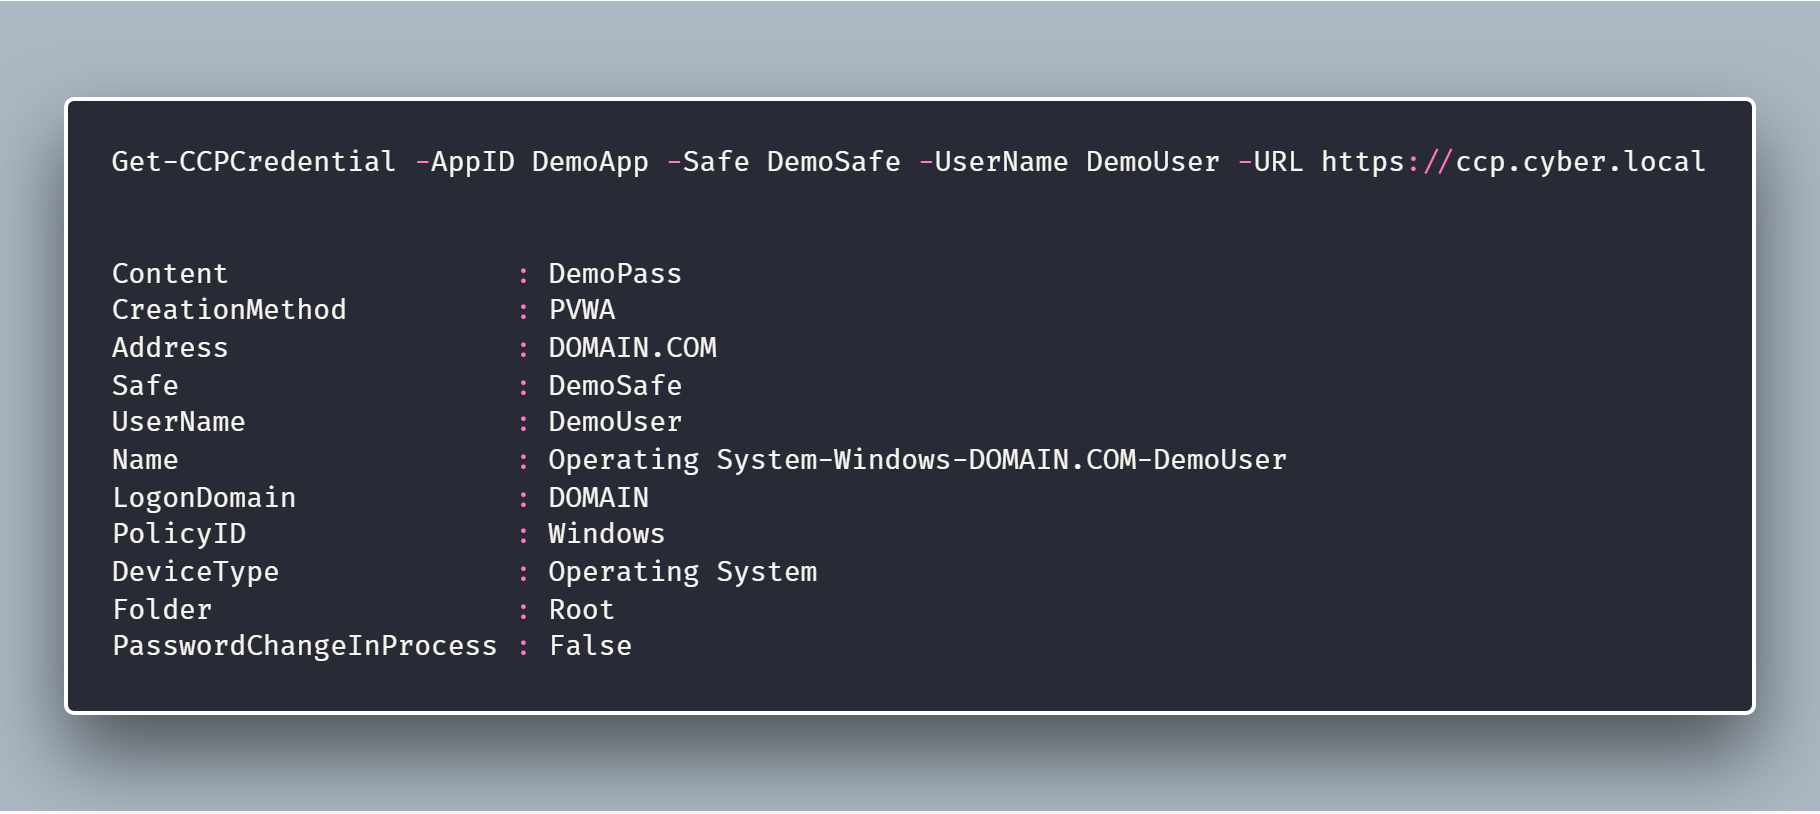 Get-CCPCredential -AppID DemoApp -Safe DemoSafe -UserName DemoUser -URL https://ccp.cyber.local
Content : DemoPass
CreationMethod : PVWA
Address : DOMAIN.COM
Safe : DemoSafe
UserName : DemoUser
Name : Operating System-Windows-DOMAIN.COM-DemoUser
LogonDomain : DOMAIN
PolicyID : Windows
DeviceType : Operating System
Folder : Root
PasswordChangeInProcess : False